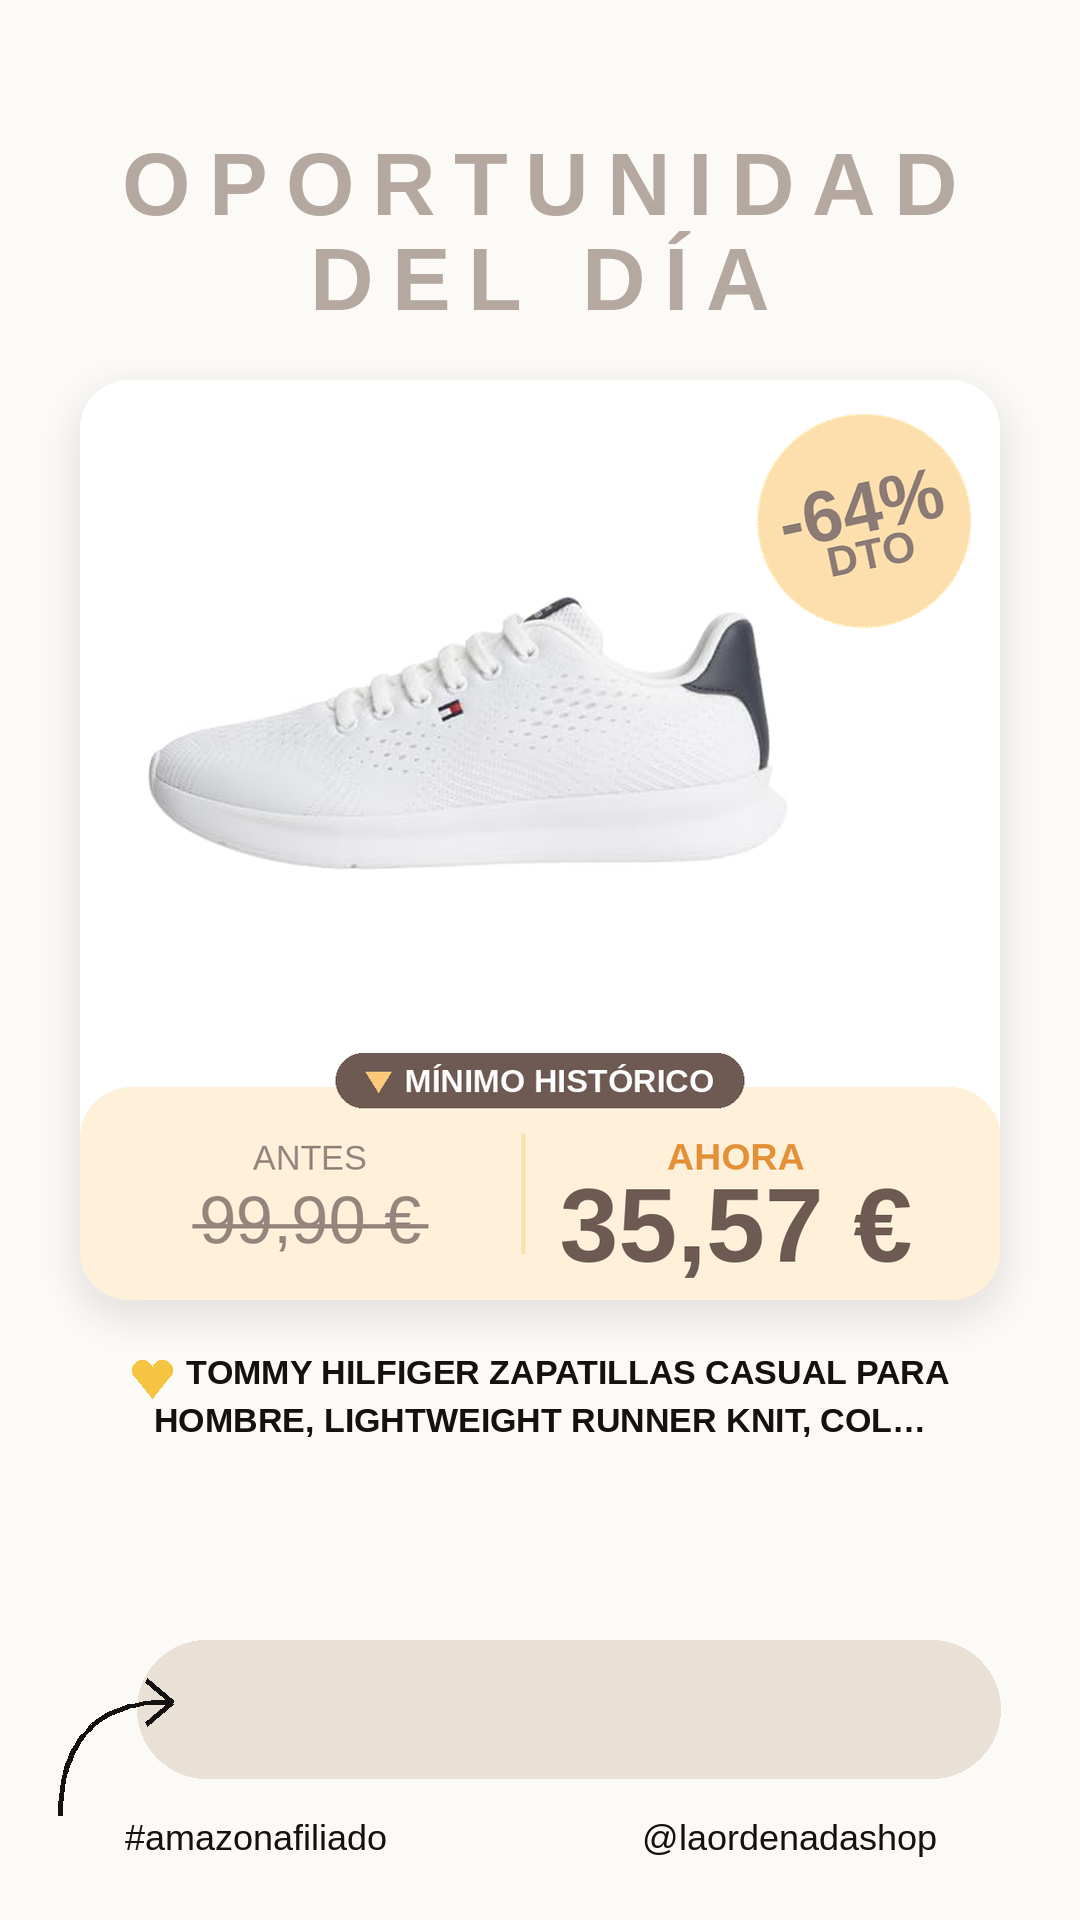 OPORTUNIDAD
DEL DÍA
-64%
DTO
MÍNIMO HISTÓRICO
ANTES
99,90 €
AHORA
35,57 €
TOMMY HILFIGER ZAPATILLAS CASUAL PARA
HOMBRE, LIGHTWEIGHT RUNNER KNIT, COL...
#amazonafiliado
@laordenadashop